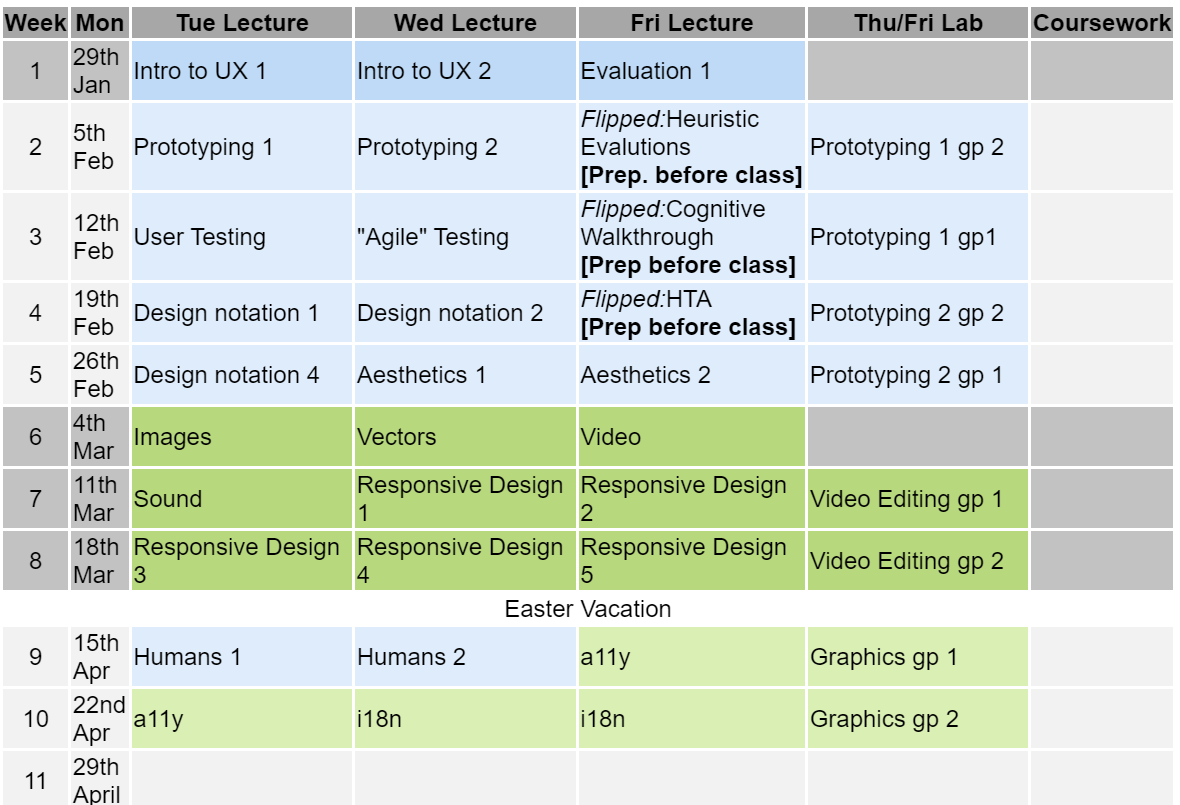 Week Mon Tue Lecture Wed Lecture Fri Lecture Thu/Fri Lab Coursework
1
29th
Jan
Intro to UX 1
Intro to UX 2
Evaluation 1
2
5th
Feb
Prototyping 1
Prototyping 2
Flipped:Heuristic
Evalutions
[Prep. before class]
Prototyping 1 gp 2
3
12th
Feb
User Testing
"Agile" Testing
Flipped:Cognitive
Walkthrough
[Prep before class]
Prototyping 1 gp1
4
19th
Feb
Design notation 1
Design notation 2
Flipped:HTA
[Prep before class]
Prototyping 2 gp 2
5
26th
Feb
Design notation 4
Aesthetics 1
Aesthetics 2
Prototyping 2 gp 1
6
4th
Mar
Images
Vectors
Video
7
11th
Mar
Sound
Responsive Design
1
Responsive Design
2
Video Editing gp 1
8
18th
Mar
Responsive Design
3
Responsive Design
4
Responsive Design
5
Video Editing gp 2
Easter Vacation
9
15th
Apr
Humans 1
Humans 2
a11y
Graphics gp 1
10
22nd
Apr
a11y
i18n
i18n
Graphics gp 2
11
29th
April